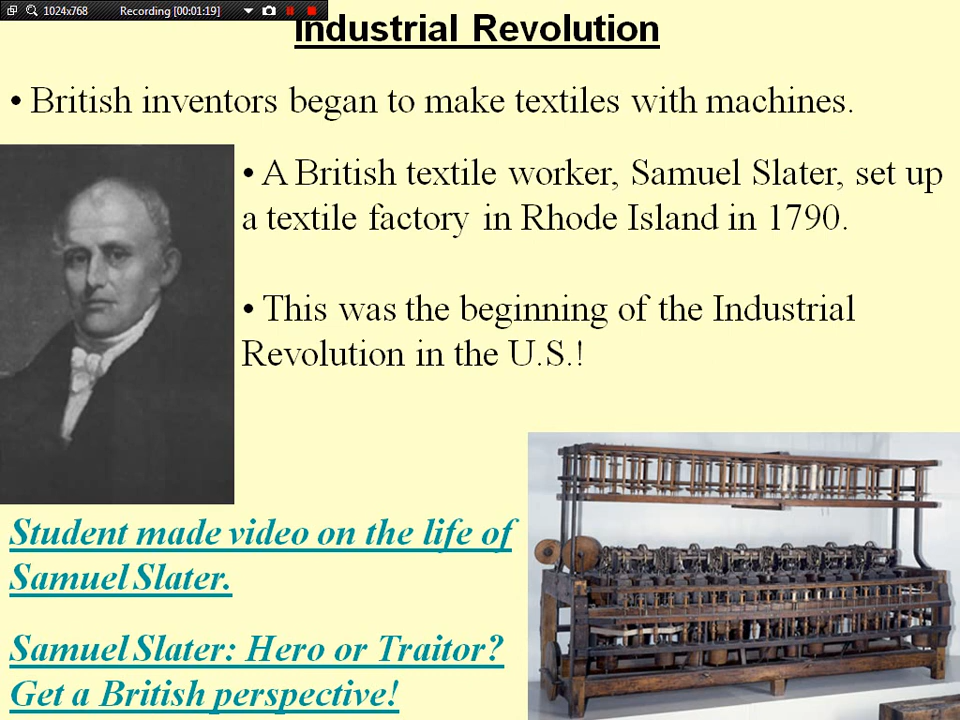 1024x768 Recording [00:01:19]
Industrial Revolution
• British inventors began to make textiles with machines.
• A British textile worker, Samuel Slater, set up
a textile factory in Rhode Island in 1790.
• This was the beginning of the Industrial
Revolution in the U.S.!
Student made video on the life of
Samuel Slater.
Samuel Slater: Hero or Traitor?
Get a British perspective!